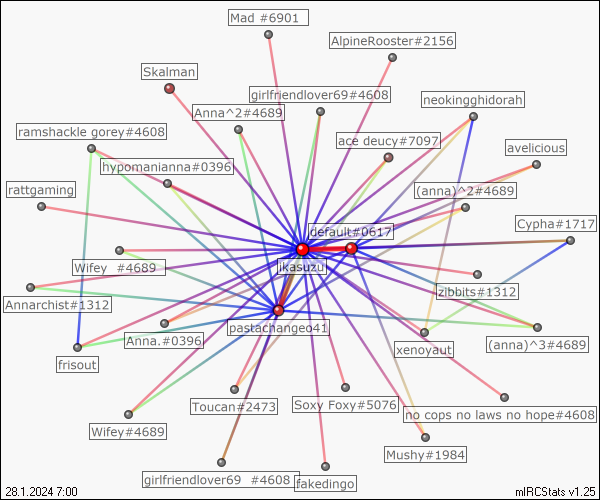 Mad #6901
AlpineRooster#2156
Skalman
girlfriendlover69#4608
neokingghidorah
Anna^2#4689
ramshackle gorey#4608
ace deucy#7097
avelicious
hypomanianna#0396
rattgaming
(anna)^2#4689
default#0617
Cypha#1717
Wifey #4689
jkasuzu
zibbits#1312
Annarchist#1312
pastachangeo41
Anna.#0396
(anna)^3#4689
xenoyaut
frisout
Toucan#2473
Soxy Foxy#5076
no cops no laws no hope#4608
Wifey#4689
Mushy#1984
girlfriendlover69 #4608
fakedingo
28.1.2024 7:00
mIRCStats v1.25